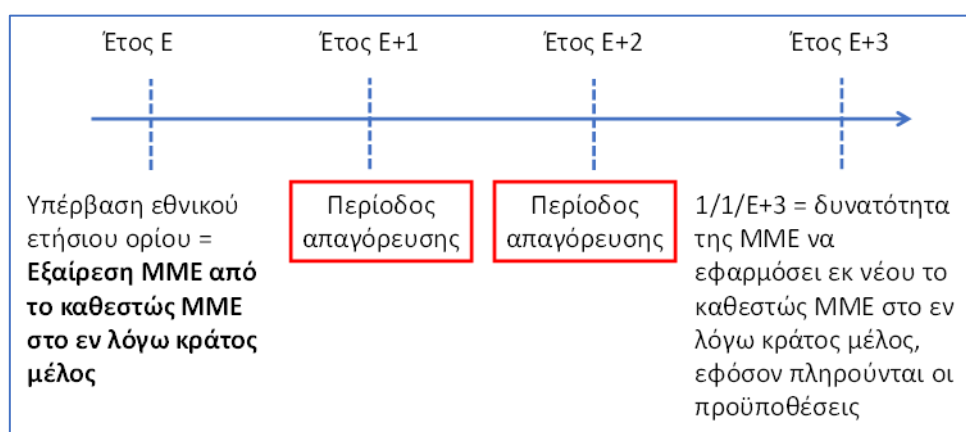 Έτος Ε
Έτος Ε+1
Έτος Ε+2
Έτος Ε+3
Υπέρβαση εθνικού
ετήσιου ορίου =
Εξαίρεση ΜΜΕ από
το καθεστώς ΜΜΕ
στο εν λόγω κράτος
μέλος
Περίοδος
απαγόρευσης
Περίοδος
απαγόρευσης
1/1/Ε+3 = δυνατότητα
της ΜΜΕ να
εφαρμόσει εκ νέου το
καθεστώς ΜΜΕ στο εν
λόγω κράτος μέλος,
εφόσον πληρούνται οι
προϋποθέσεις